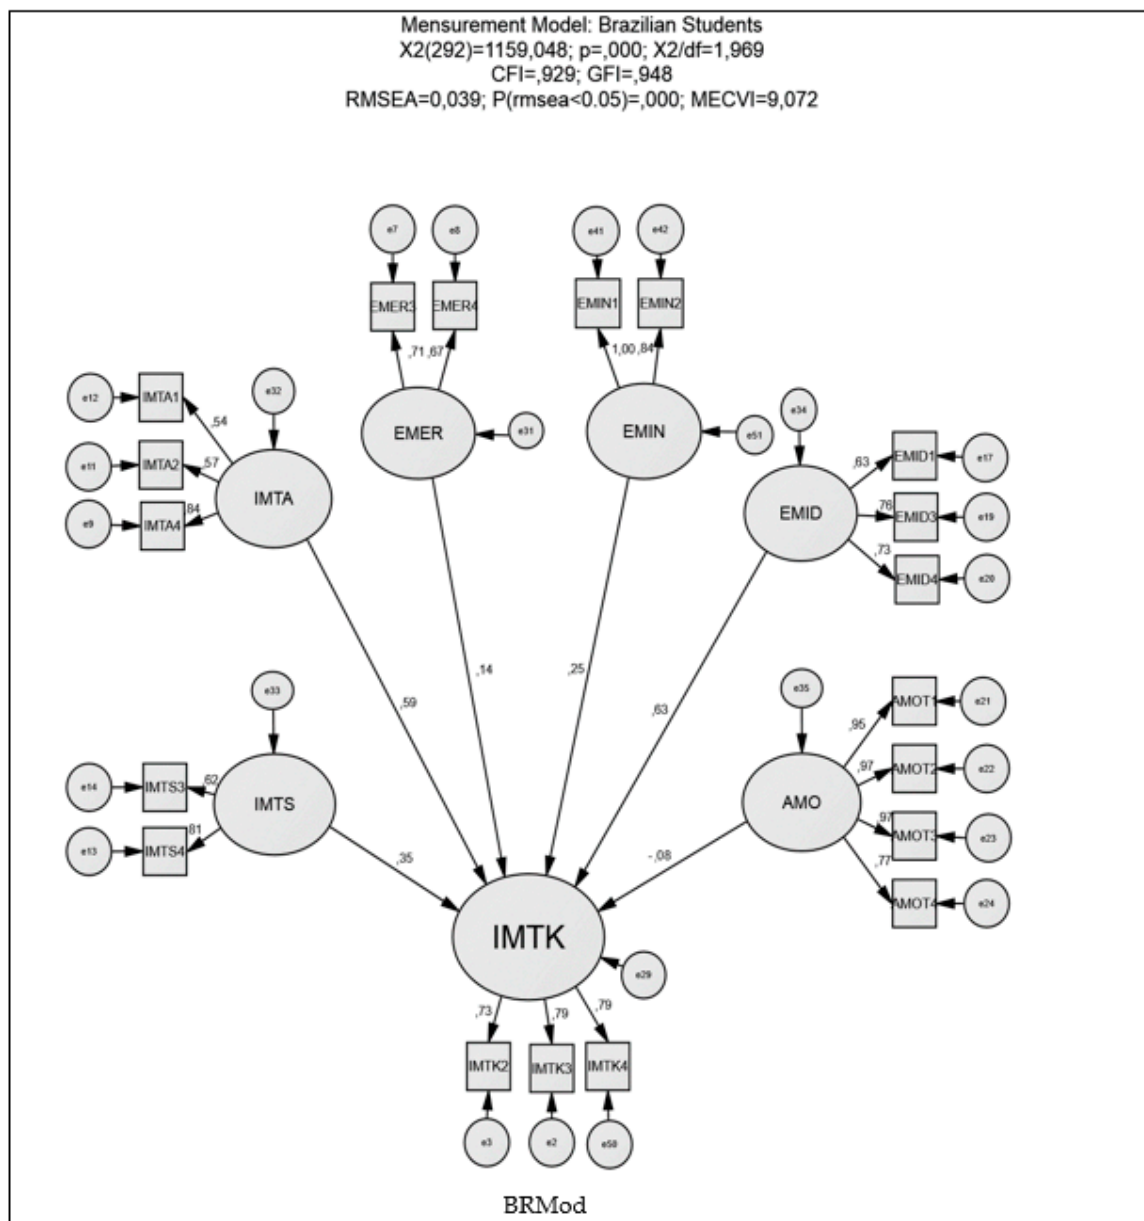 Mensurement Model: Brazilian Students
X2(292)=1159,048; p=,000; X2/df=1,969
CFI=,929; GFI=,948
RMSEA=0,039; P(rmsea<0.05)=,000; MECVI=9,072
e7
e8
e41
e42
EMER3
EMER4
EMIN1
EMIN2
,71
,67
1,00
,84
e12
IMTA1
e32
,54
EMER
e31
EMIN
e51
e34
e11
IMTA2
,57
IMTA
e9
IMTA4
,84
EMID
,63
EMID1
e17
,76
EMID3
e19
,73
EMID4
e20
,14
,25
,59
,63
e33
e35
AMOT1
e21
,95
e14
IMTS3
,62
IMTS
,97
AMOT2
e22
AMO
e13
IMTS4
,81
,97
AMOT3
e23
,77
AMOT4
e24
,35
-,08
IMTK
e29
,73
,79
,79
IMTK2
IMTK3
IMTK4
e3
e2
e50
BRMod